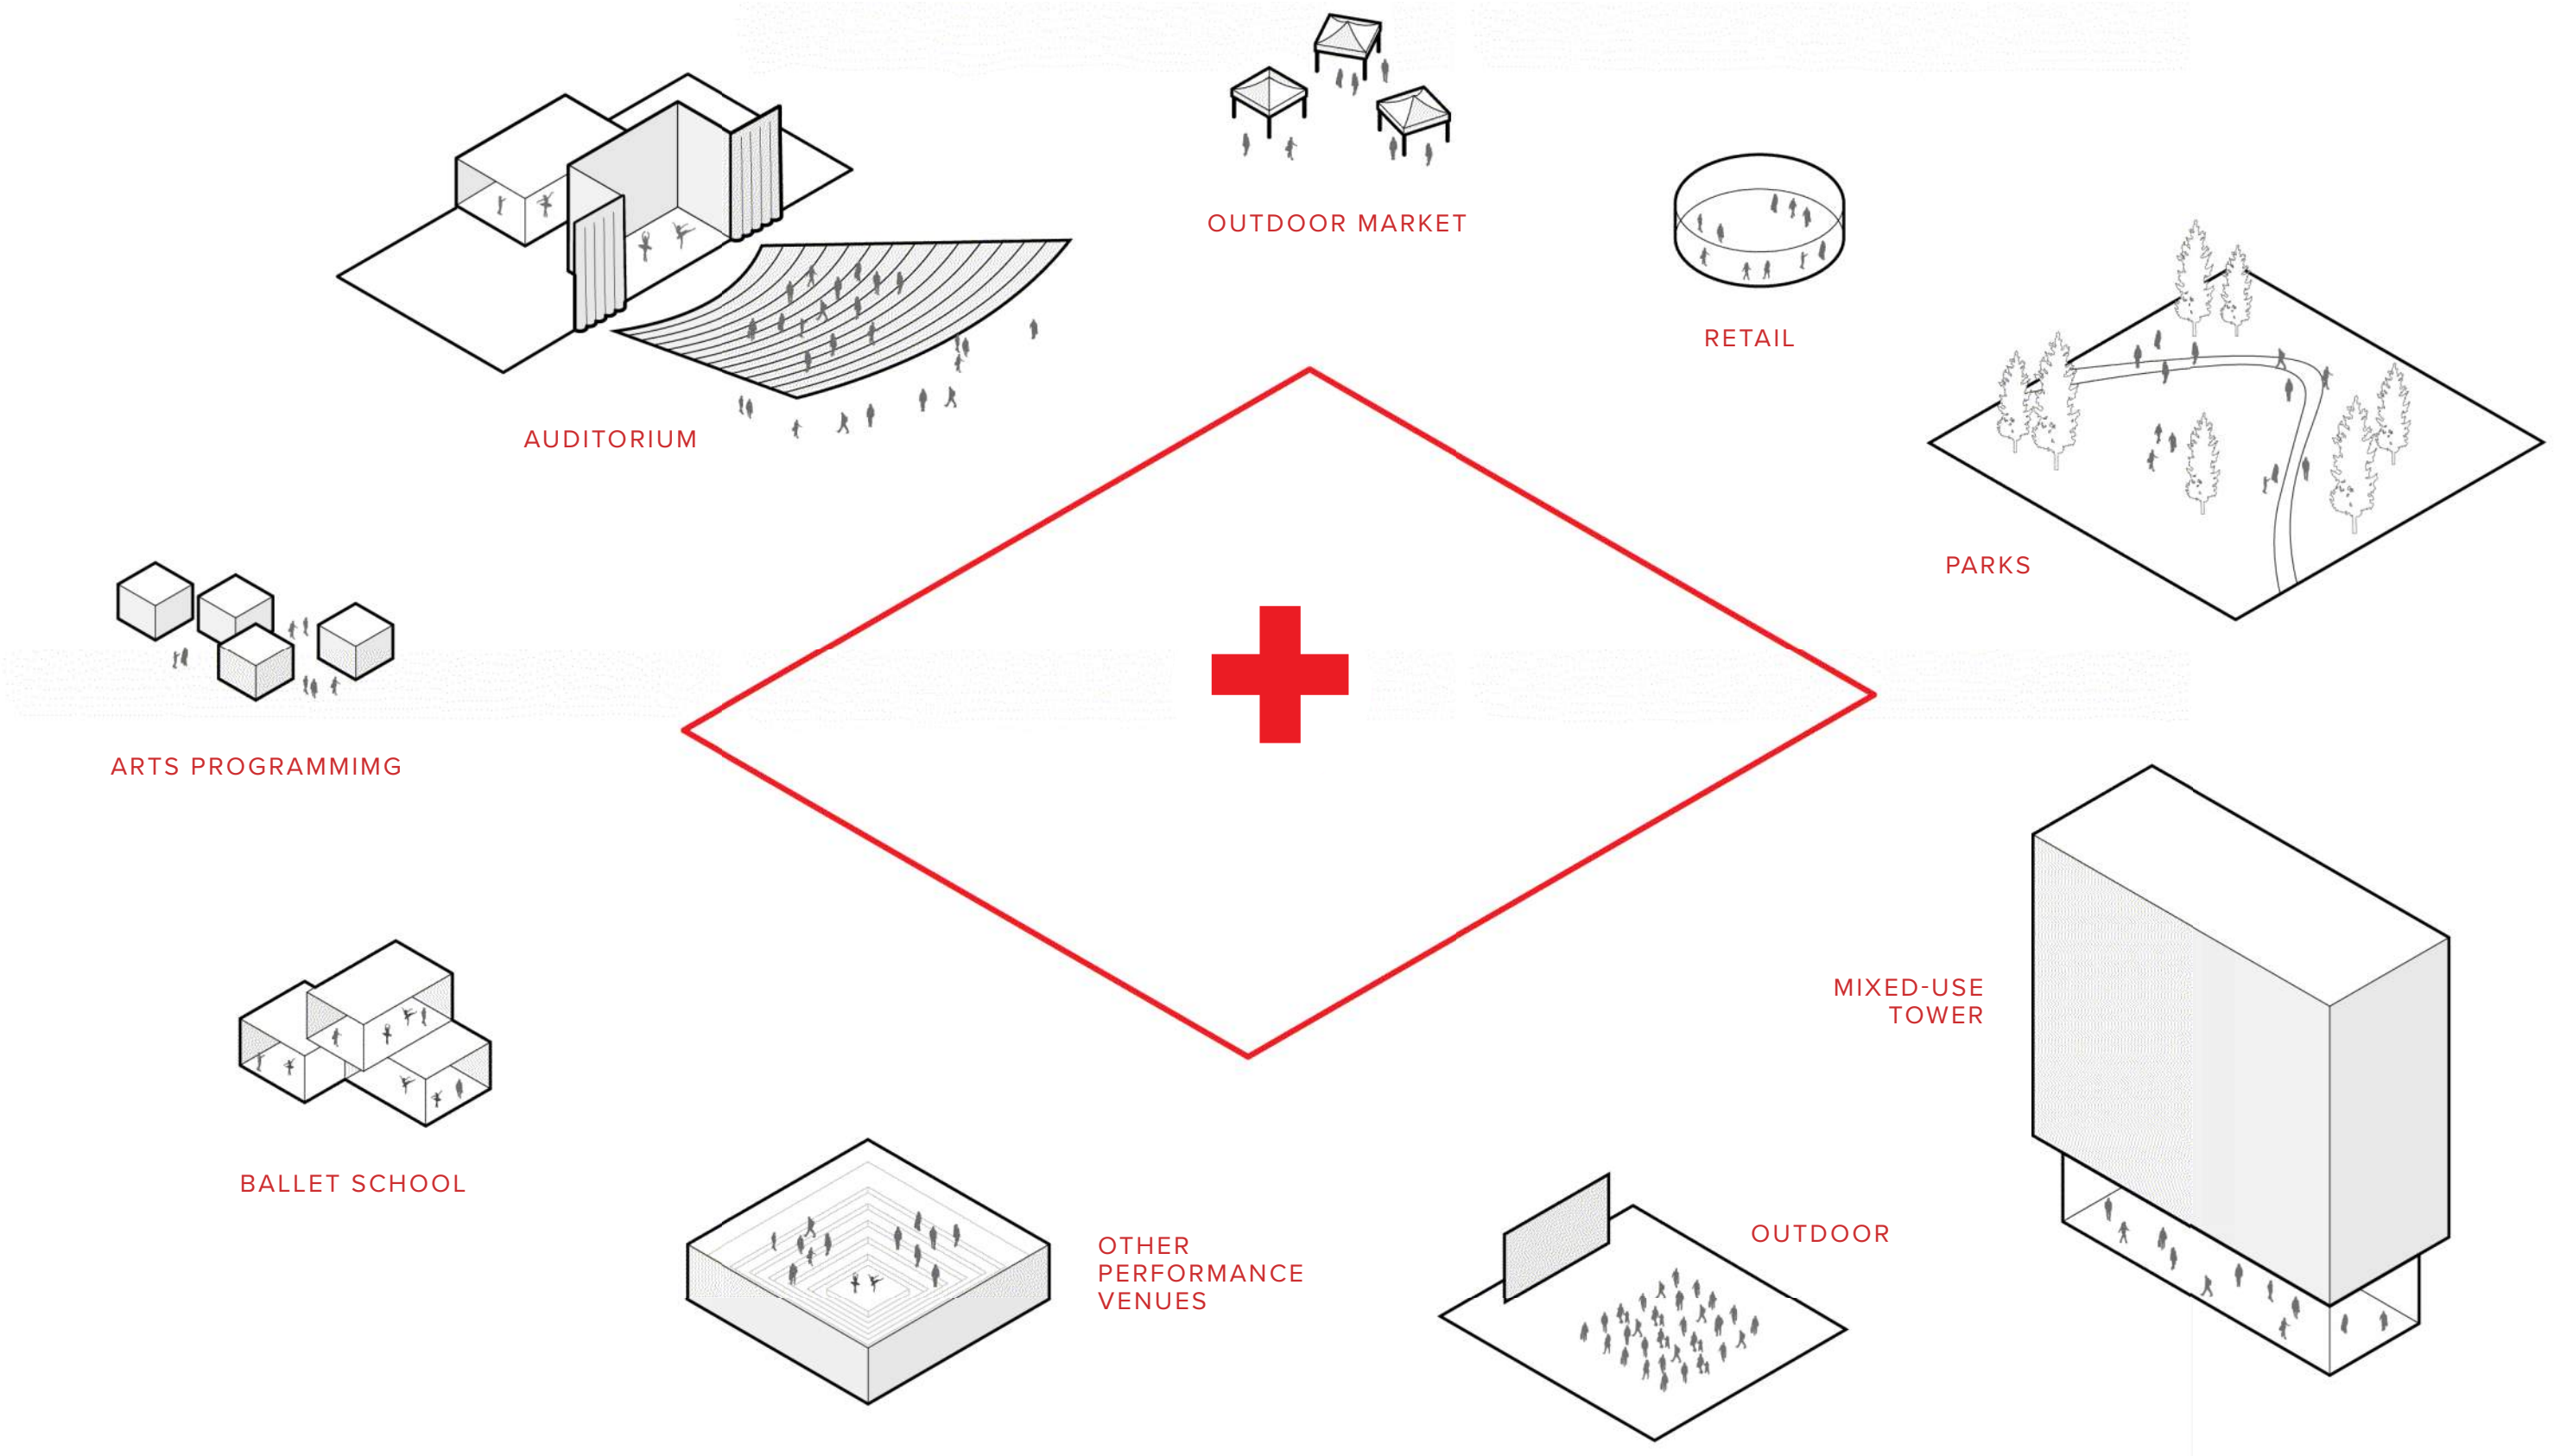 OUTDOOR MARKET
RETAIL
AUDITORIUM
PARKS
ARTS PROGRAMMIMG
MIXED-USE
TOWER
BALLET SCHOOL
OTHER
PERFORMANCE
VENUES
OUTDOOR